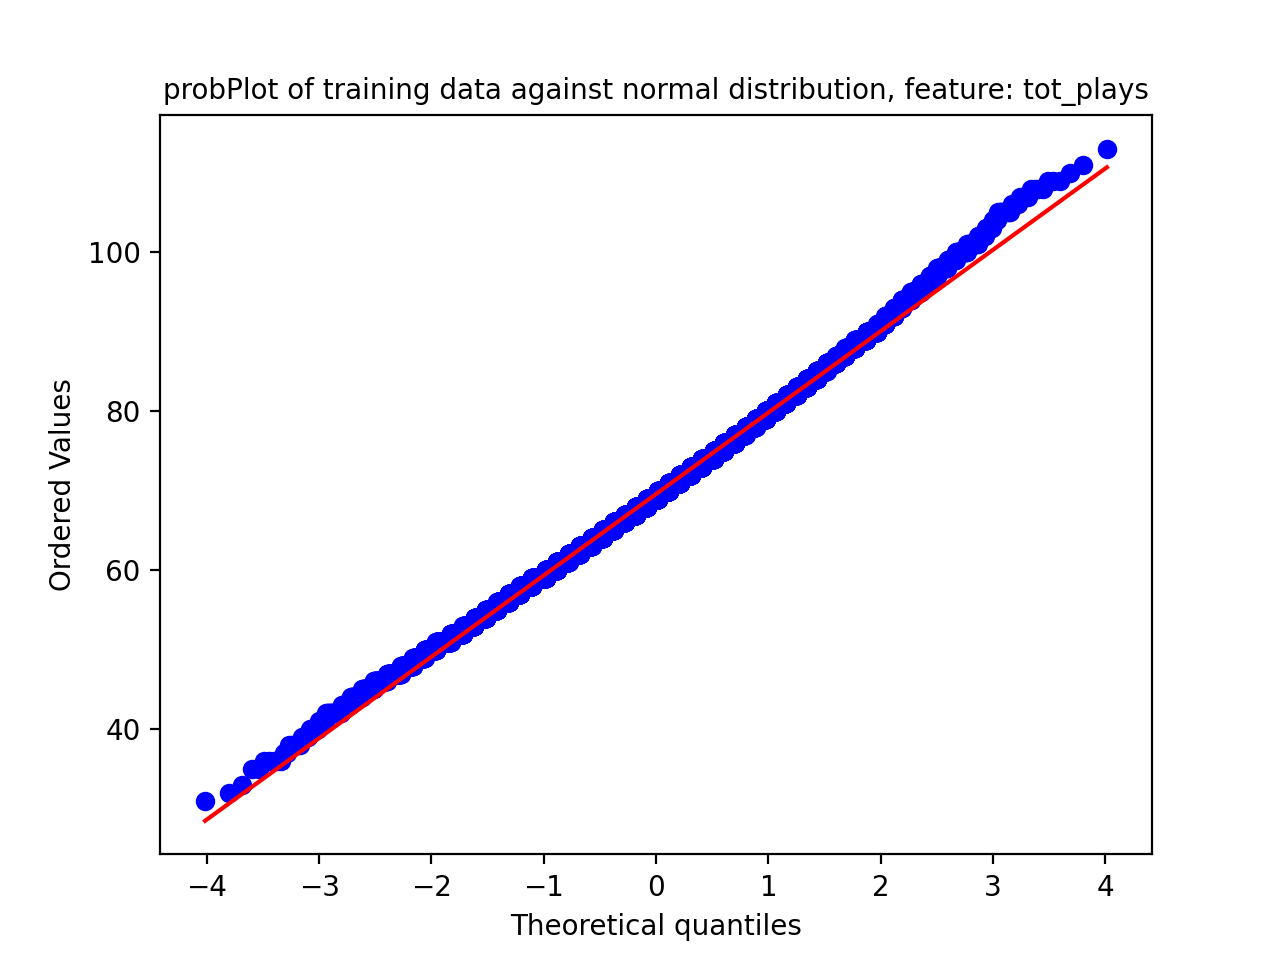 probPlot of training data against normal distribution, feature: tot_plays
100
80
60
40
Ordered Values
−4 −3 −2 −1 0 1 2 3 4
Theoretical quantiles